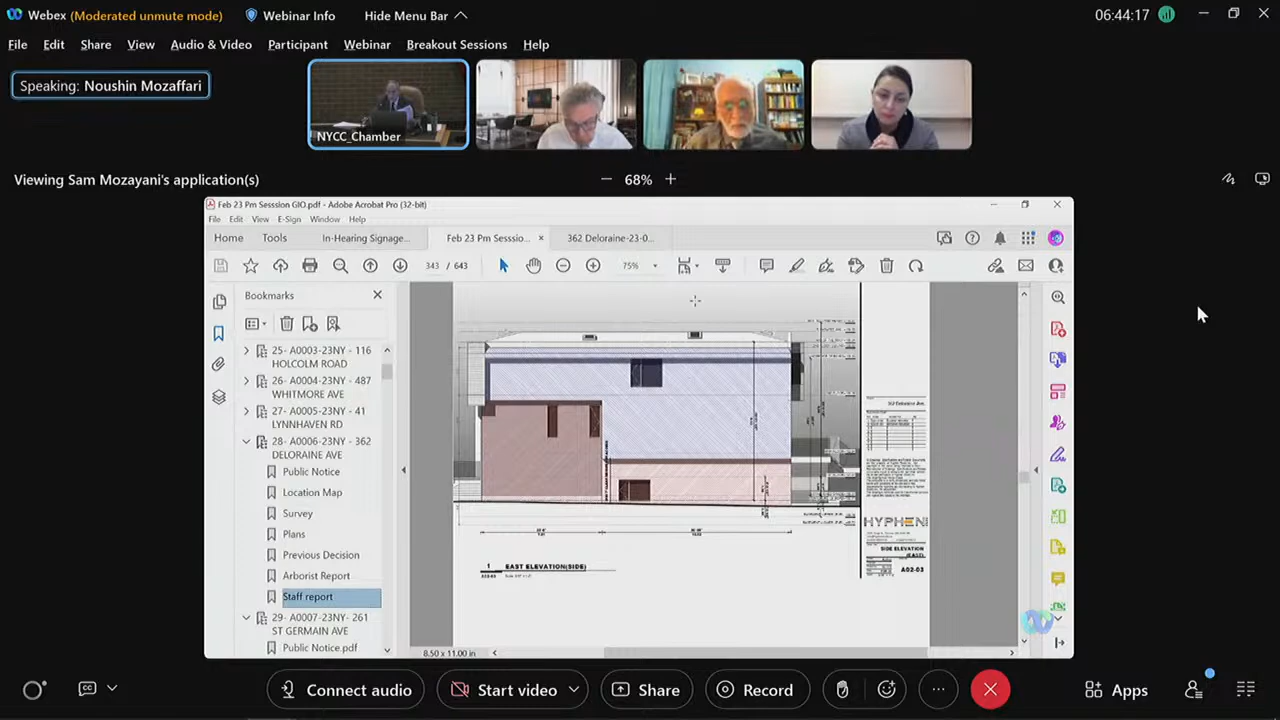 Webex (Moderated unmute mode) Webinar Info Hide Menu Bar 06:44:17
File Edit Share View Audio & Video Participant Webinar Breakout Sessions Help
Speaking: Noushin Mozaffari
NYCC_Chamber
Viewing Sam Mozayani's application(s) 68%
Feb 23 Pm Sesssion GIO.pdf - Adobe Acrobat Pro (32-bit)
File Edit View E-Sign Window Help
Home Tools In-Hearing Signage... Feb 23 Pm Sesssio... × 362 Deloraine-23-0...
343 / 643 75%
Bookmarks
25- A0003-23NY - 116
HOLCOLM ROAD
26- A0004-23NY - 487
WHITMORE AVE
27- A0005-23NY - 41
LYNNHAVEN RD
28- A0006-23NY - 362
DELORAINE AVE
Public Notice
Location Map
Survey
Plans
Previous Decision
Arborist Report
Staff report
29- A0007-23NY- 261
ST GERMAIN AVE
Public Notice.pdf
HYPHEN
SIDE ELEVATION
(EAST)
A02-03
1 EAST ELEVATION(SIDE)
8.50 x 11.00 in
CC Connect audio Start video Share Record Apps